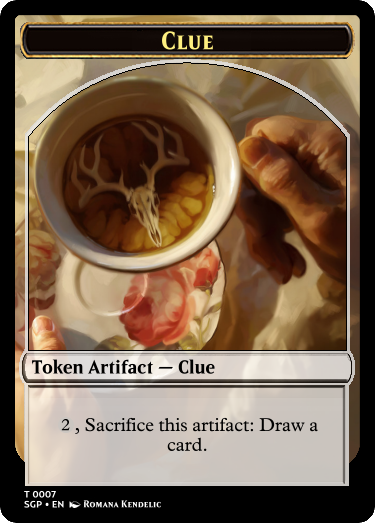 CLUE
Token Artifact — Clue
2 , Sacrifice this artifact: Draw a
card.
T 0007
SGP • EN ROMANA KENDELIC